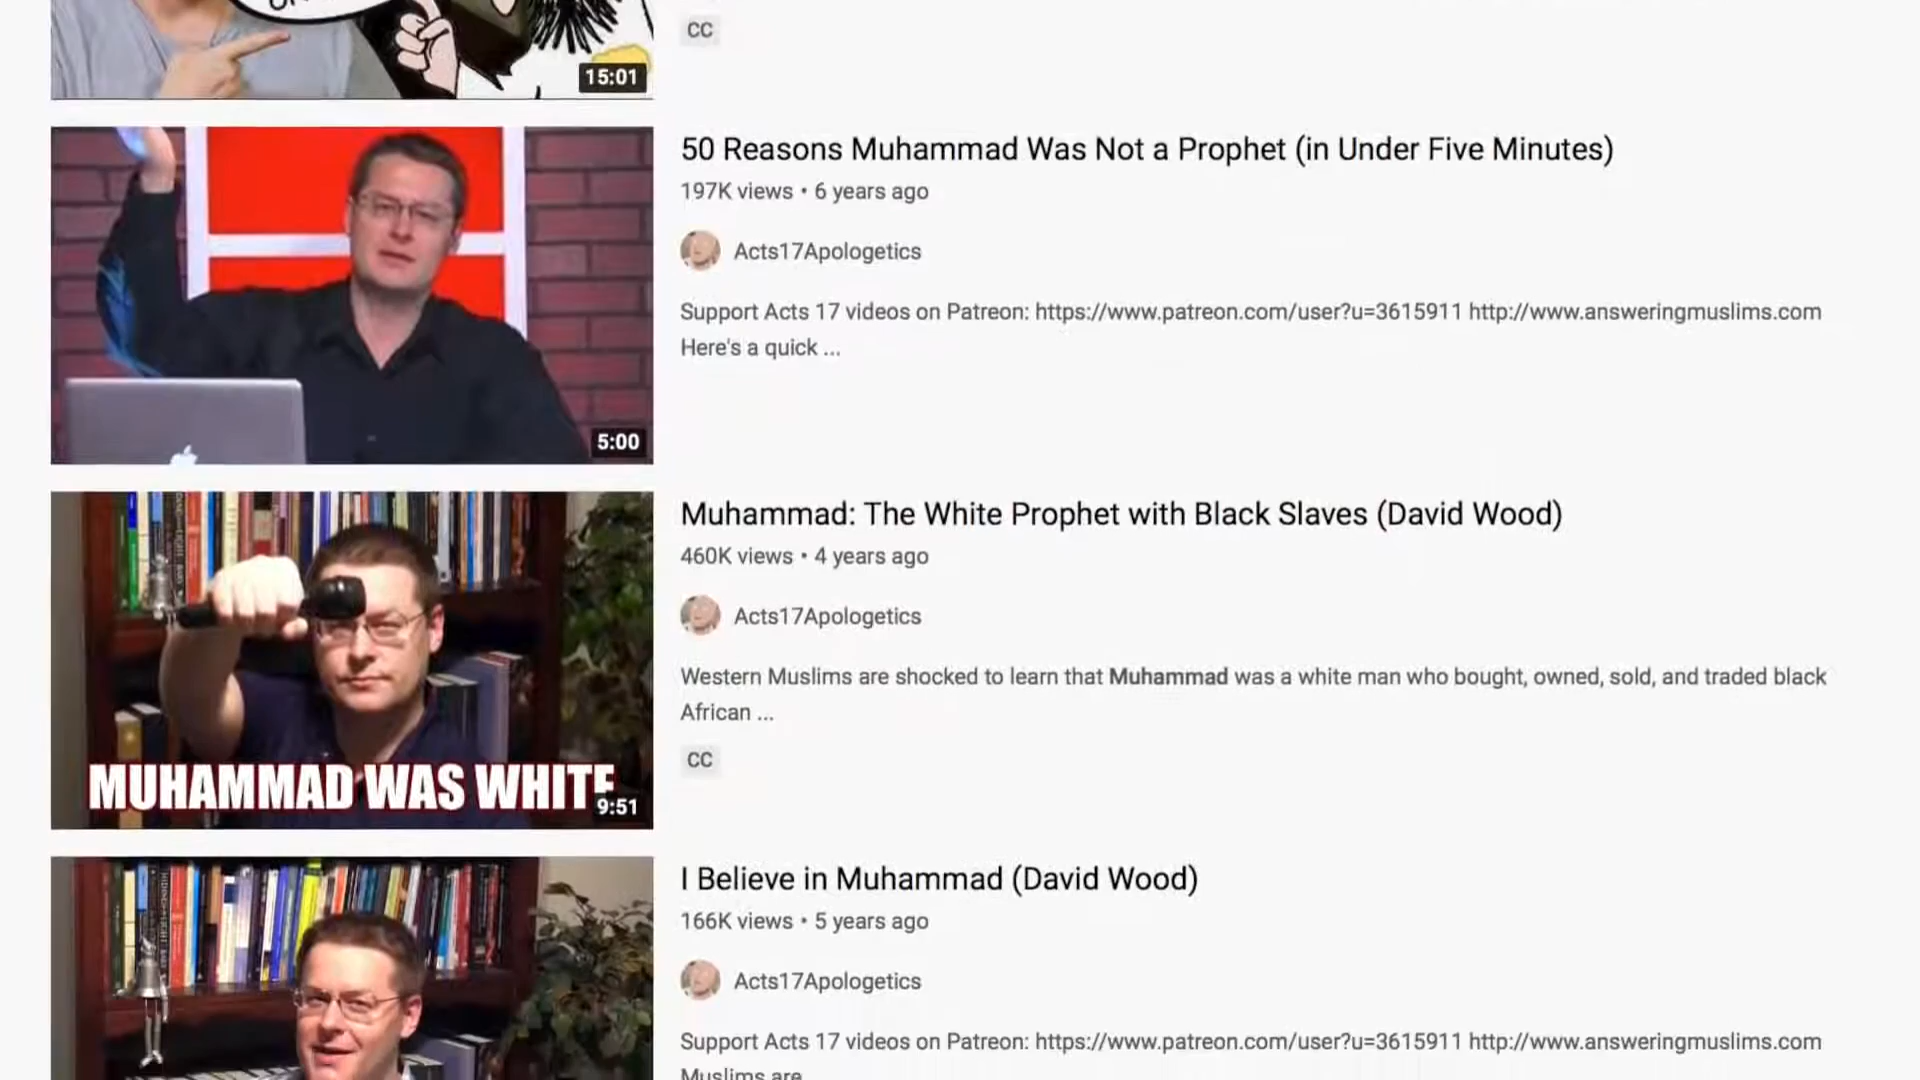 CC
15:01
50 Reasons Muhammad Was Not a Prophet (in Under Five Minutes)
197K views • 6 years ago
Acts17Apologetics
Support Acts 17 videos on Patreon: https://www.patreon.com/user?u=3615911 http://www.answeringmuslims.com
Here's a quick ...
5:00
Muhammad: The White Prophet with Black Slaves (David Wood)
460K views • 4 years ago
Acts17Apologetics
Western Muslims are shocked to learn that Muhammad was a white man who bought, owned, sold, and traded black
African ...
CC
MUHAMMAD WAS WHITE
9:51
I Believe in Muhammad (David Wood)
166K views • 5 years ago
Acts17Apologetics
Support Acts 17 videos on Patreon: https://www.patreon.com/user?u=3615911 http://www.answeringmuslims.com
Muslims are